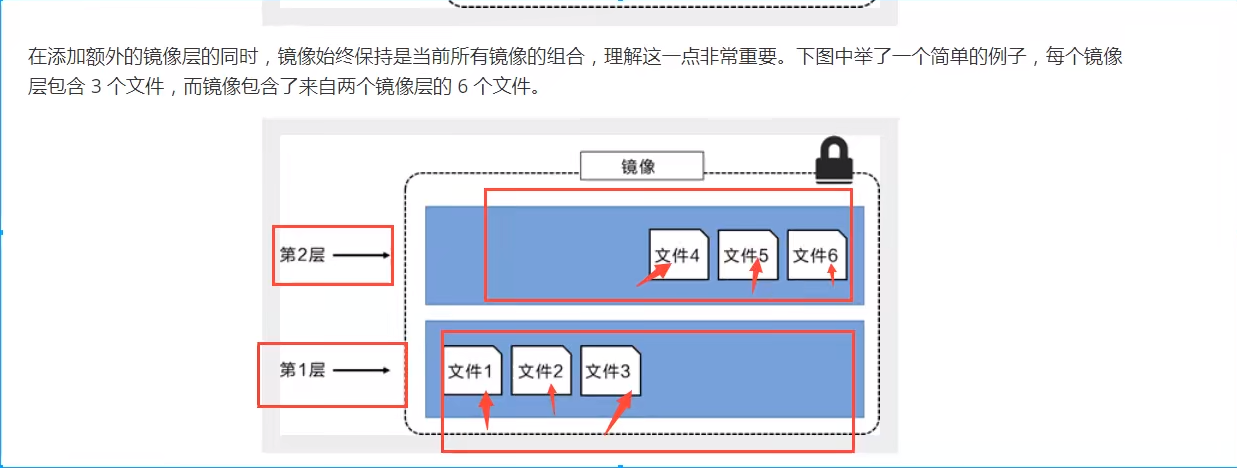 在添加额外的镜像层的同时，镜像始终保持是当前所有镜像的组合，理解这一点非常重要。下图中举了一个简单的例子，每个镜像
层包含 3 个文件，而镜像包含了来自两个镜像层的 6 个文件。
镜像
第2层
文件4 文件5 文件6
第1层
文件1 文件2 文件3